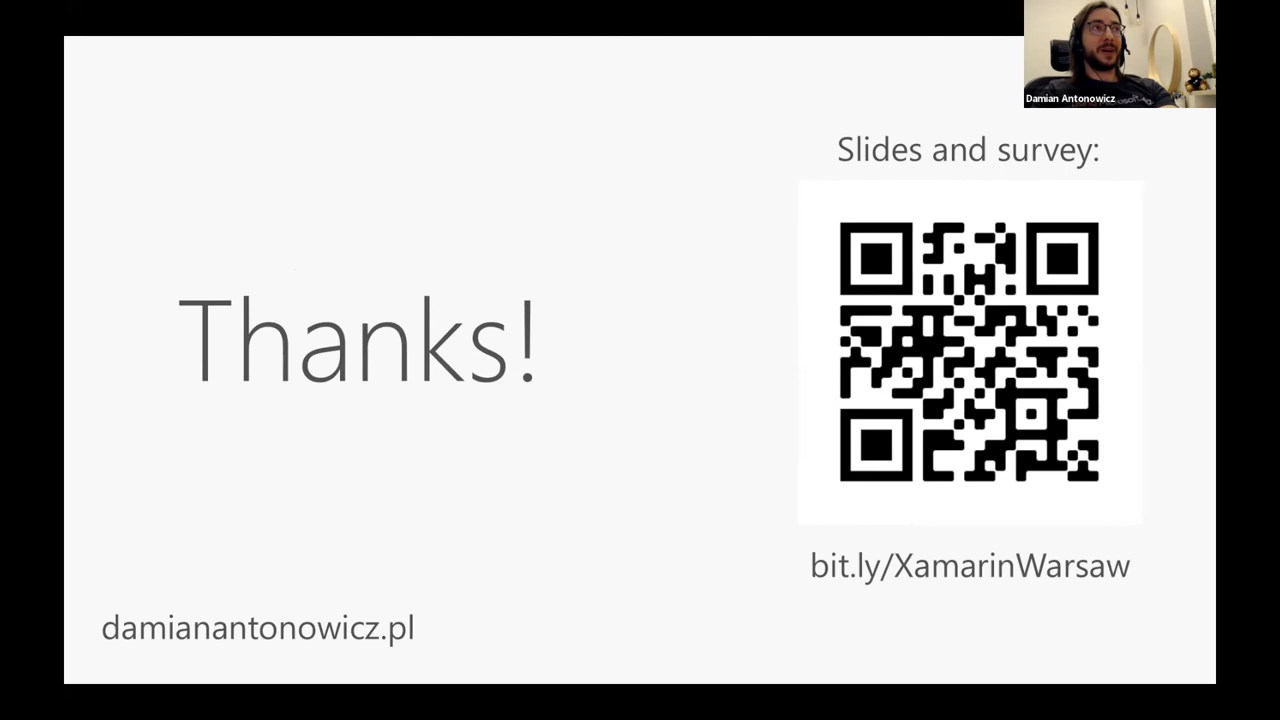 Damian Antonowicz
Slides and survey:
Thanks!
bit.ly/XamarinWarsaw
damianantonowicz.pl